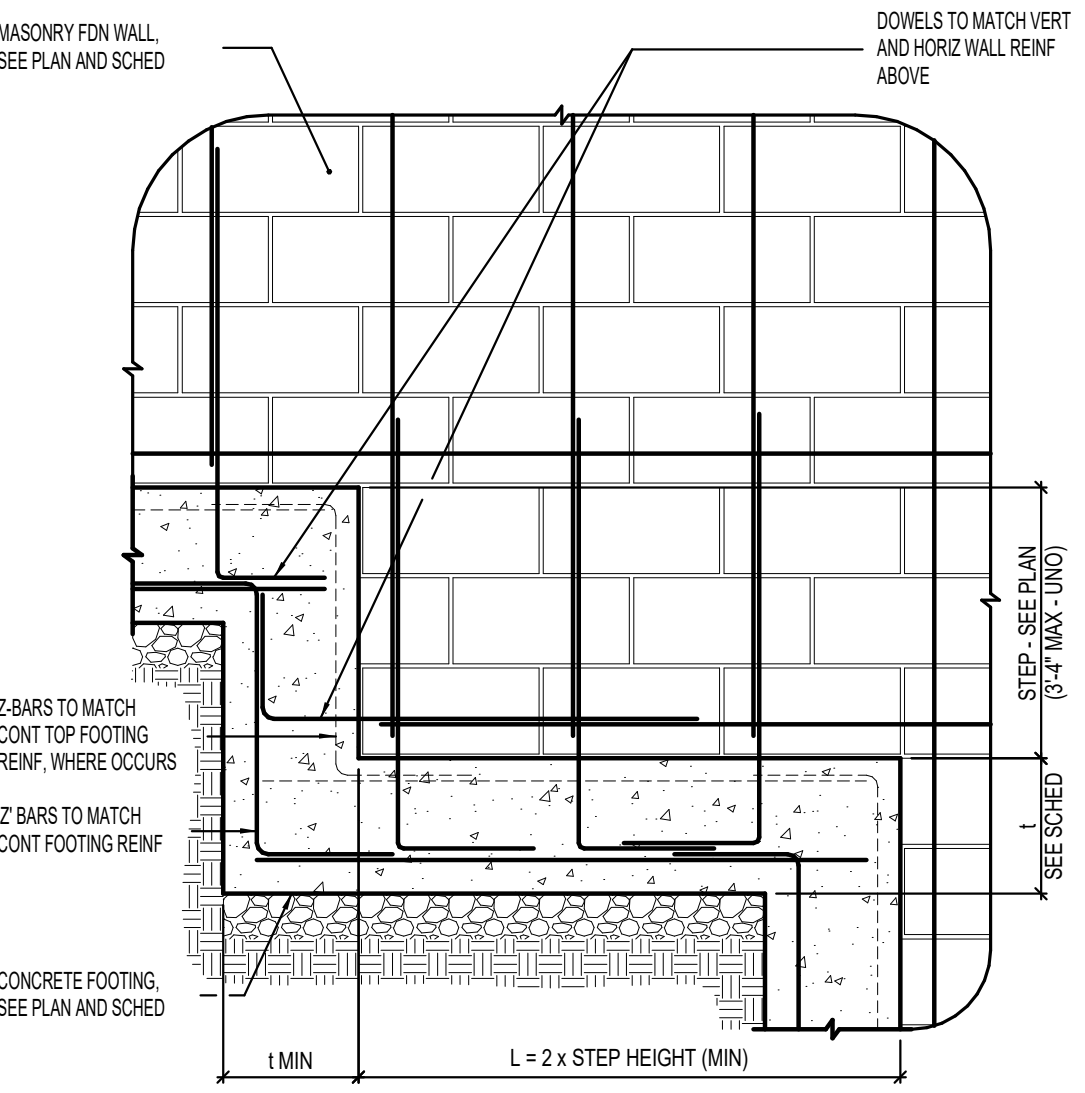 MASONRY FDN WALL,
SEE PLAN AND SCHED
DOWELS TO MATCH VERT
AND HORIZ WALL REINF
ABOVE
STEP - SEE PLAN
(3'-4" MAX - UNO)
Z-BARS TO MATCH
CONT TOP FOOTING
REINF, WHERE OCCURS
'Z' BARS TO MATCH
CONT FOOTING REINF
t
SEE SCHED
CONCRETE FOOTING,
SEE PLAN AND SCHED
t MIN
L = 2 x STEP HEIGHT (MIN)